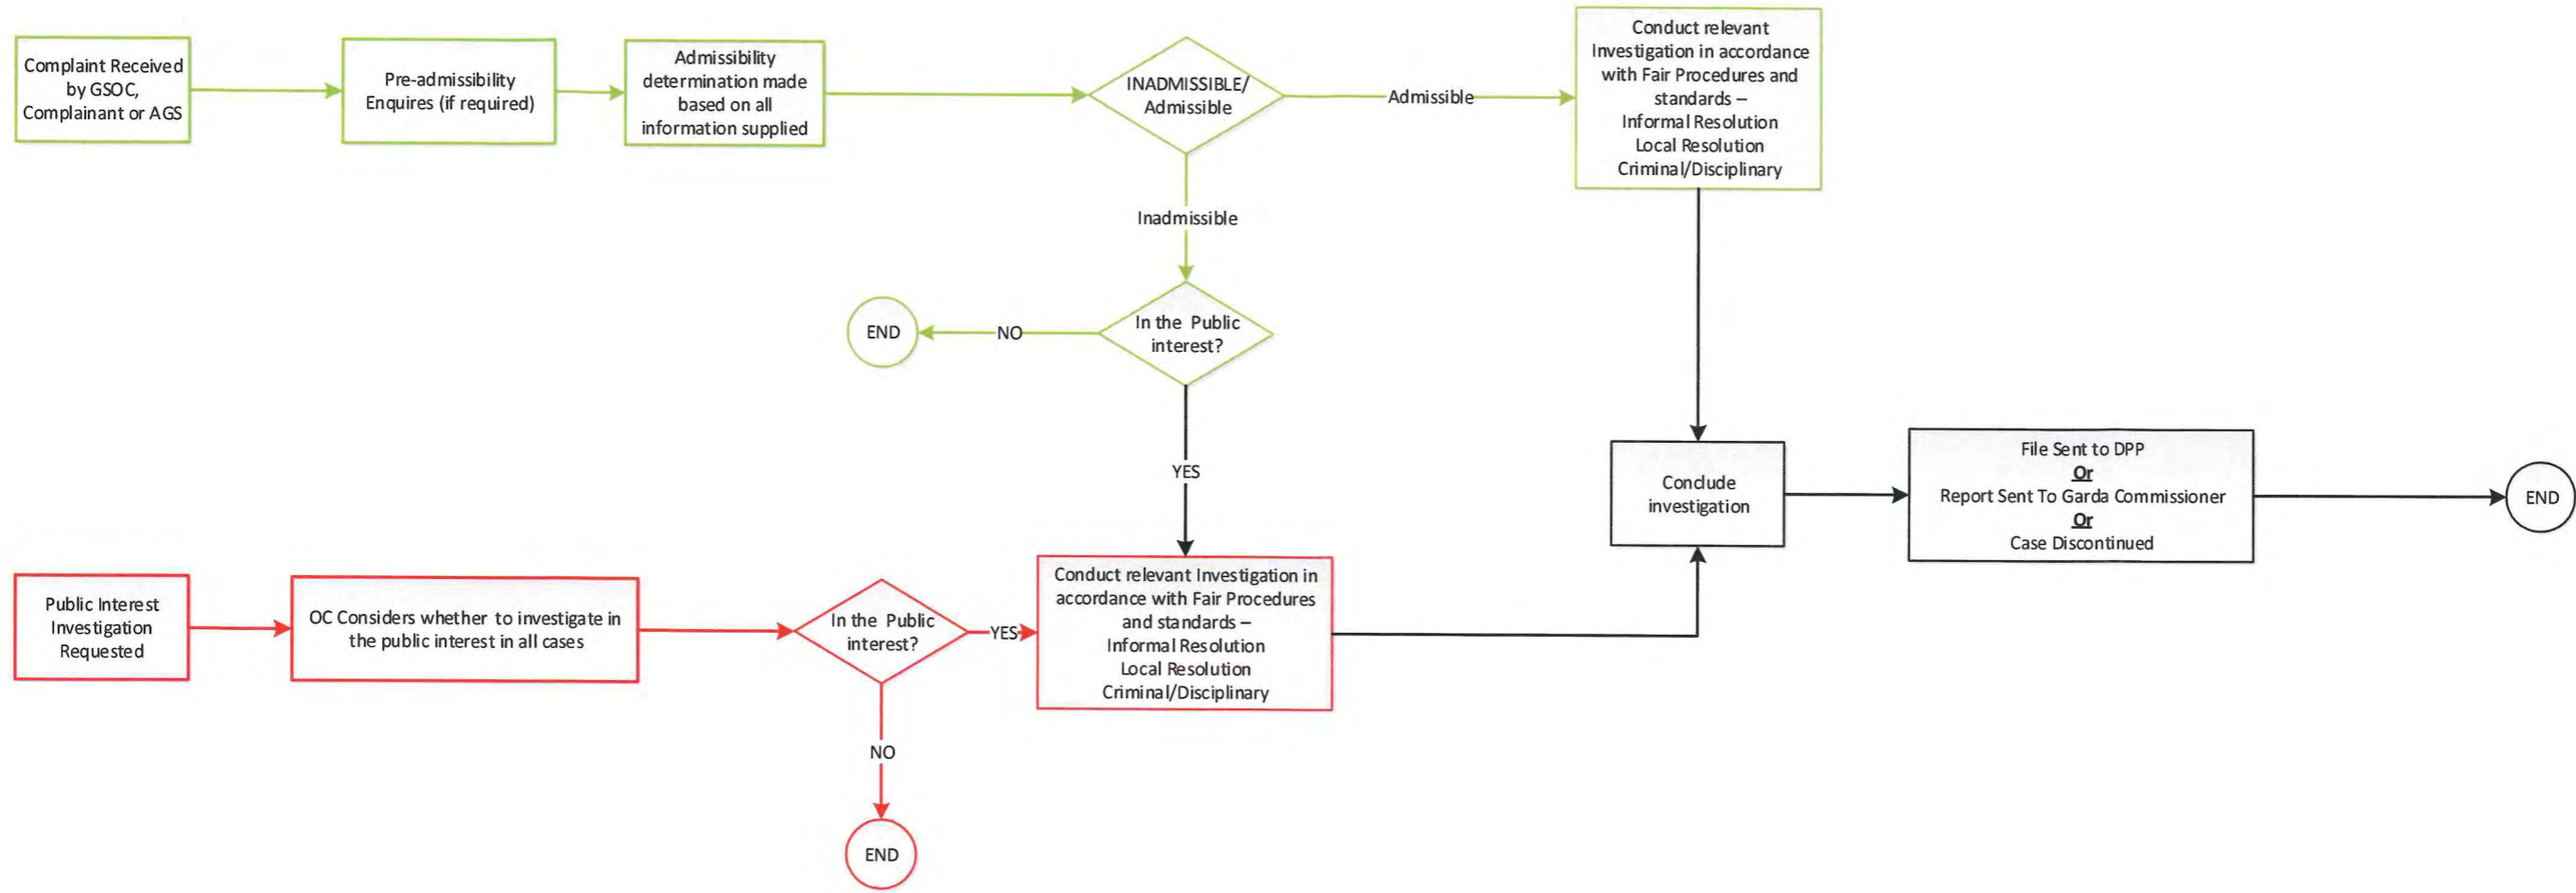 Complaint Received
by GSOC,
Complainant or AGS
Pre-admissibility
Enquires (if required)
Admissibility
determination made
based on all
information supplied
INADMISSIBLE/
Admissible
Admissible
Conduct relevant
Investigation in accordance
with Fair Procedures and
standards –
Informal Resolution
Local Resolution
Criminal/Disciplinary
Inadmissible
In the Public
interest?
NO
END
YES
Conclude
investigation
File Sent to DPP
Or
Report Sent To Garda Commissioner
Or
Case Discontinued
END
Public Interest
Investigation
Requested
OC Considers whether to investigate in
the public interest in all cases
In the Public
interest?
YES
Conduct relevant Investigation in
accordance with Fair Procedures
and standards –
Informal Resolution
Local Resolution
Criminal/Disciplinary
NO
END